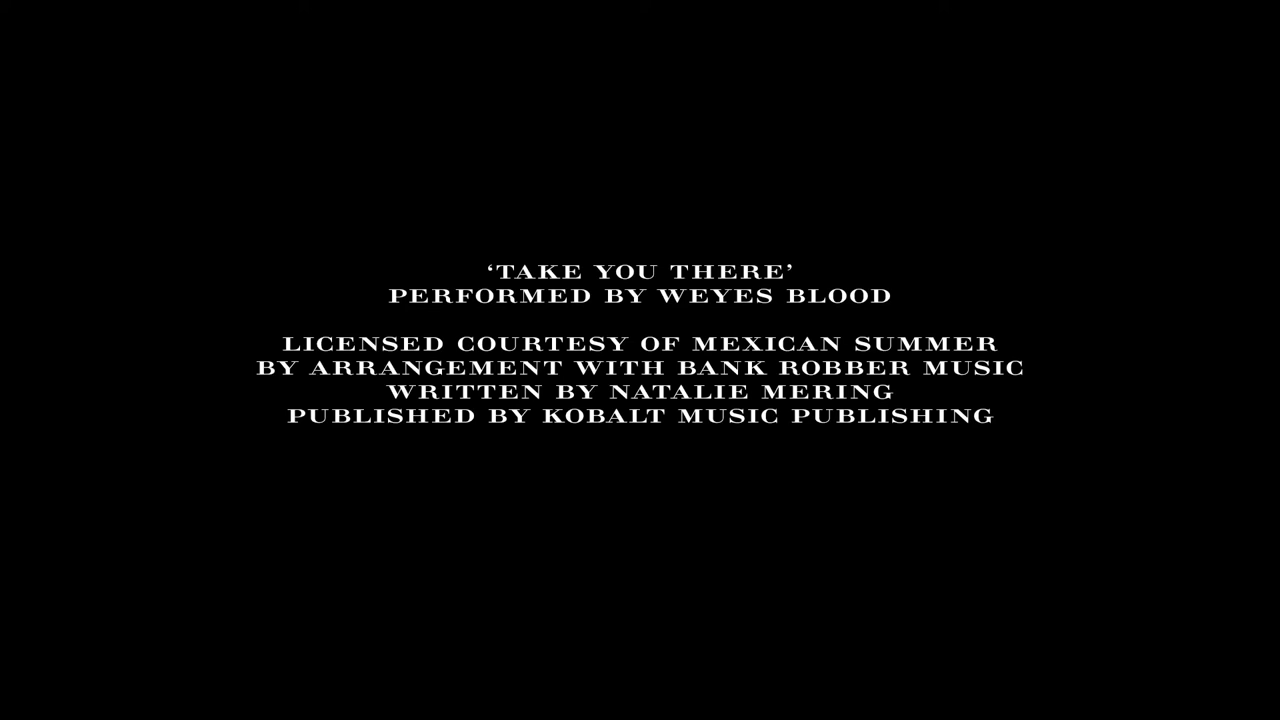 ‘TAKE YOU THERE’
PERFORMED BY WEYES BLOOD
LICENSED COURTESY OF MEXICAN SUMMER
BY ARRANGEMENT WITH BANK ROBBER MUSIC
WRITTEN BY NATALIE MERING
PUBLISHED BY KOBALT MUSIC PUBLISHING